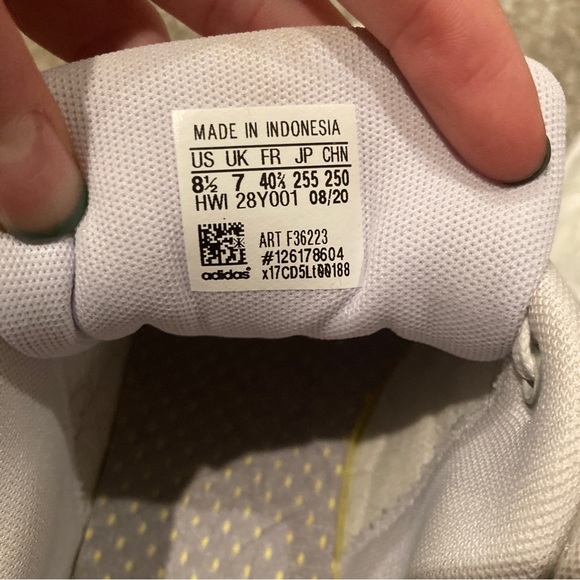 MADE IN INDONESIA
US UK FR JP CHN
8½ 7 40⅔ 255 250
HWI 28Y001 08/20
ART F36223
#126178604
x17CD5Lt00188
adidas